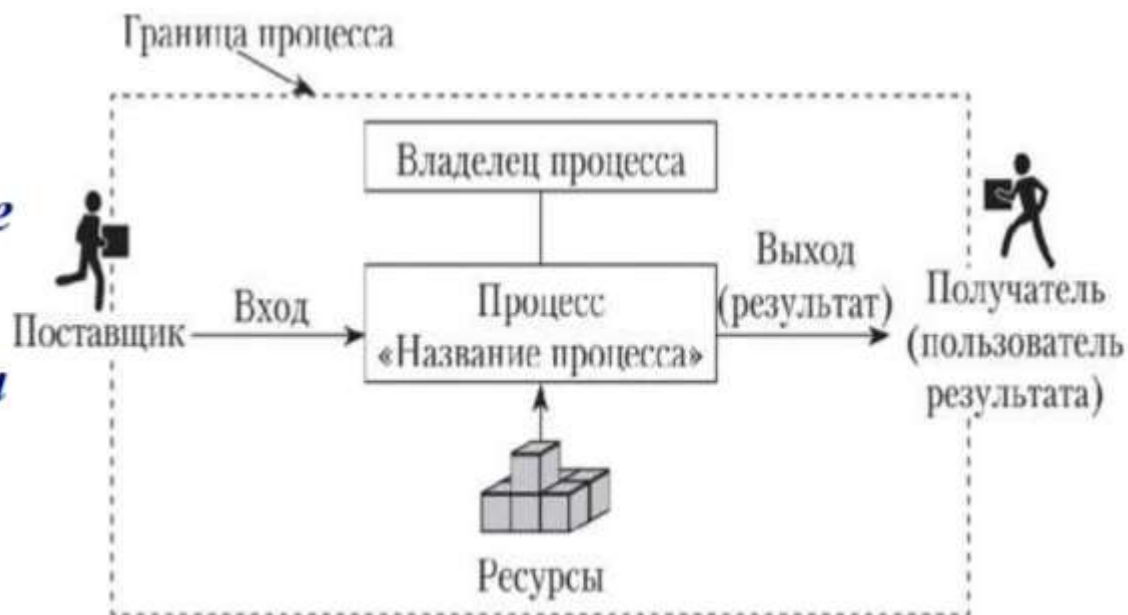 Граница процесса
Владелец процесса
е
Поставщик
Вход
Процесс
«Название процесса»
Выход
(результат)
Получатель
(пользователь
результата)
Ресурсы